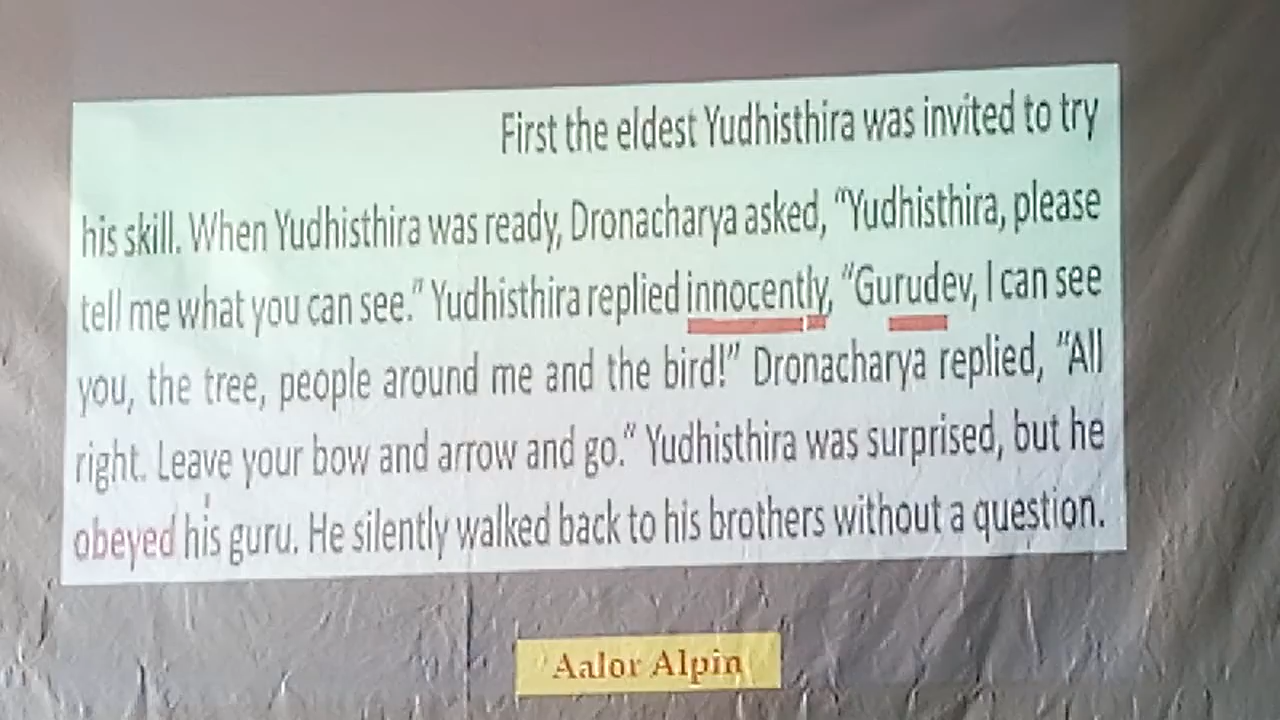 First the eldest Yudhisthira was invited to try
his skill. When Yudhisthira was ready, Dronacharya asked, “Yudhisthira, please
tell me what you can see.” Yudhisthira replied innocently, “Gurudev, I can see
you, the tree, people around me and the bird!” Dronacharya replied, “All
right. Leave your bow and arrow and go.” Yudhisthira was surprised, but he
obeyed his guru. He silently walked back to his brothers without a question.
Aalor Alpin